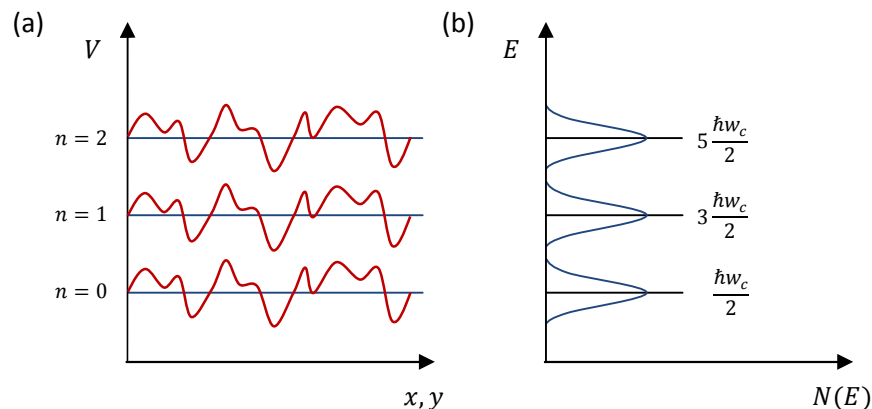 (a)
V
n = 2
n = 1
n = 0
x, y
(b)
E
5 ħw_c/2
3 ħw_c/2
ħw_c/2
N(E)